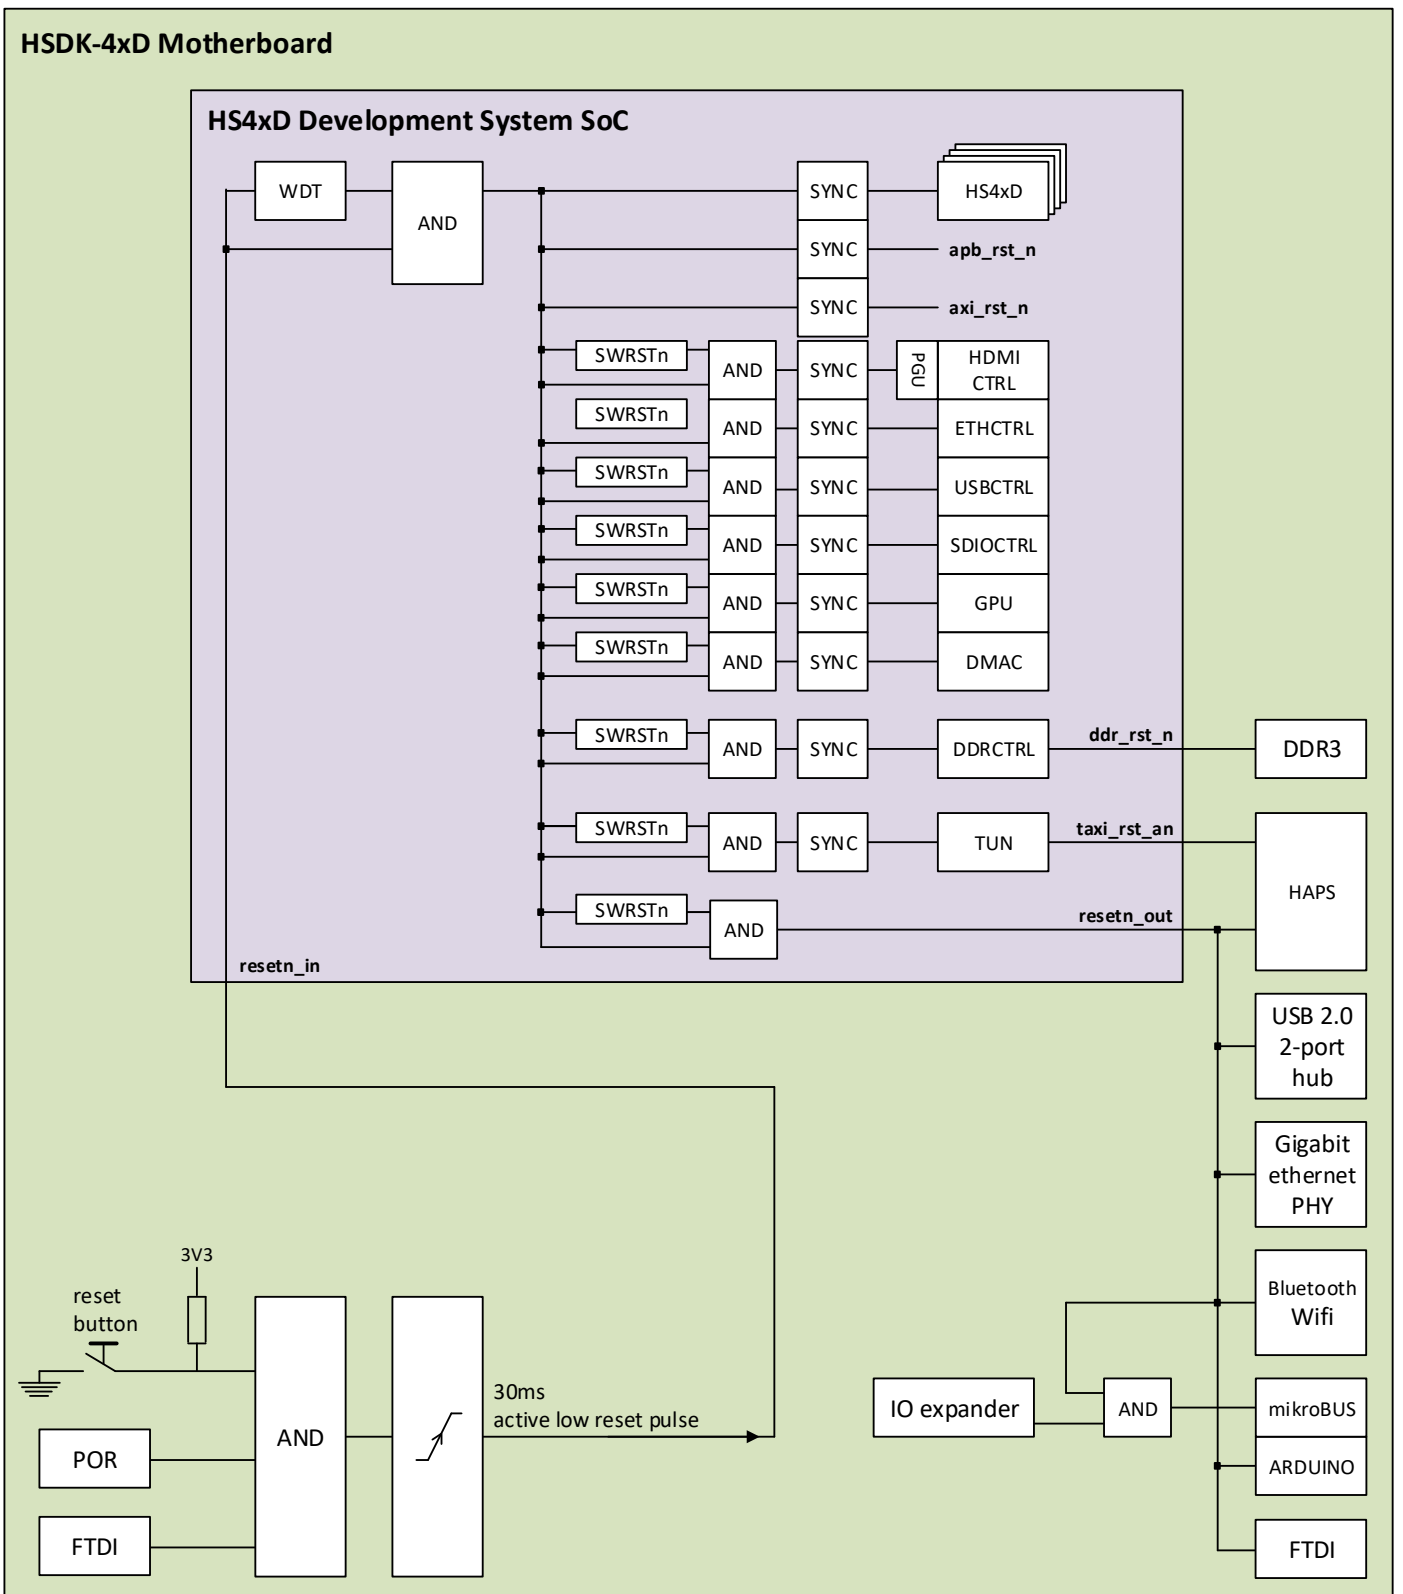 HSDK-4xD Motherboard
HS4xD Development System SoC
WDT
AND
SYNC
HS4xD
SYNC
apb_rst_n
SYNC
axi_rst_n
SWRSTn
AND
SYNC
PGU
HDMI
CTRL
SWRSTn
AND
SYNC
ETHCTRL
SWRSTn
AND
SYNC
USBCTRL
SWRSTn
AND
SYNC
SDIOCTRL
SWRSTn
AND
SYNC
GPU
SWRSTn
AND
SYNC
DMAC
SWRSTn
AND
SYNC
DDRCTRL
ddr_rst_n
DDR3
SWRSTn
AND
SYNC
TUN
taxi_rst_an
HAPS
SWRSTn
AND
resetn_out
resetn_in
USB 2.0
2-port
hub
Gigabit
ethernet
PHY
Bluetooth
Wifi
3V3
reset
button
AND
30ms
active low reset pulse
POR
FTDI
IO expander
AND
mikroBUS
ARDUINO
FTDI